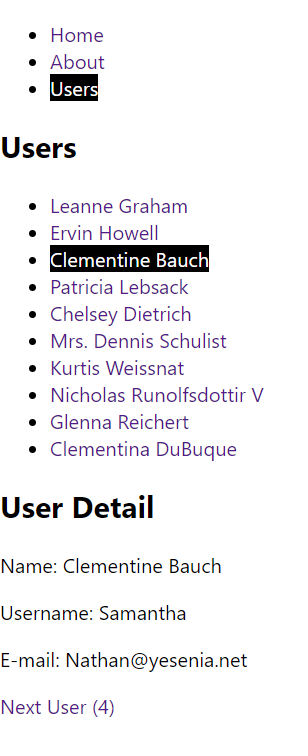 Home
About
Users
Users
Leanne Graham
Ervin Howell
Clementine Bauch
Patricia Lebsack
Chelsey Dietrich
Mrs. Dennis Schulist
Kurtis Weissnat
Nicholas Runolfsdottir V
Glenna Reichert
Clementina DuBuque
User Detail
Name: Clementine Bauch
Username: Samantha
E-mail: Nathan@yesenia.net
Next User (4)